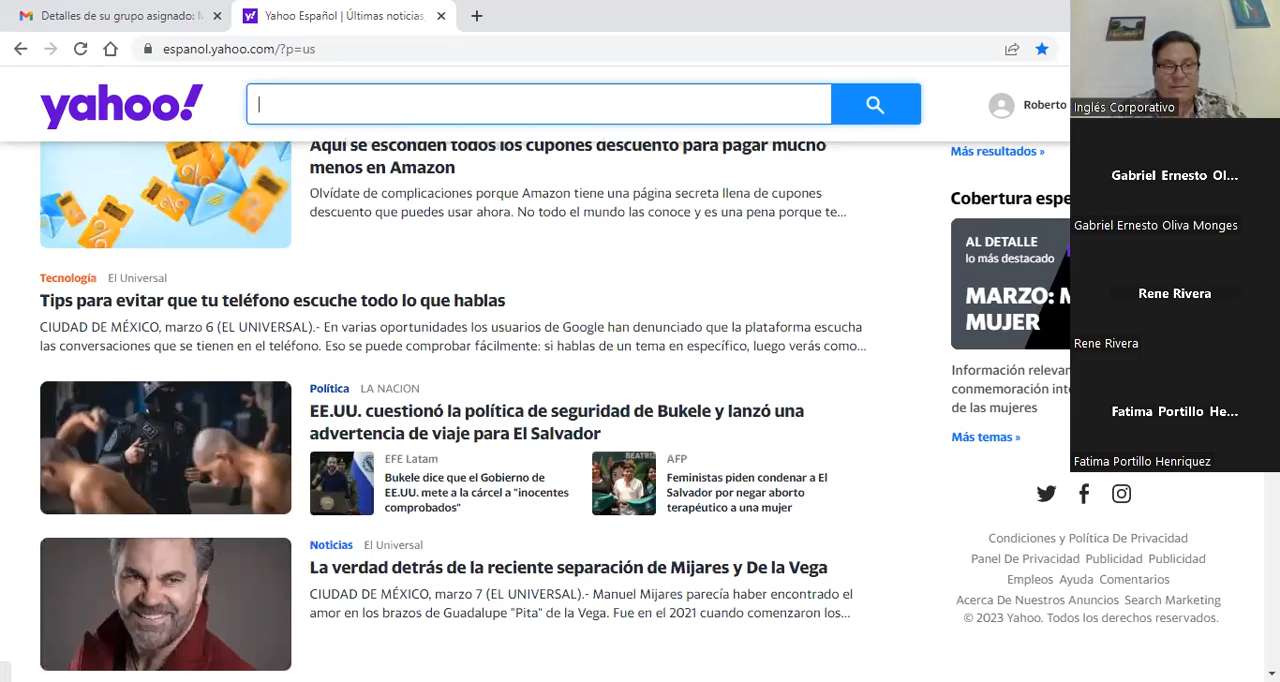 Detalles de su grupo asignado:
Yahoo Español | Últimas noticias,
espanol.yahoo.com/?p=us
yahoo!
Roberto
Inglés Corporativo
Aquí se esconden todos los cupones descuento para pagar mucho
menos en Amazon
Olvídate de complicaciones porque Amazon tiene una página secreta llena de cupones
descuento que puedes usar ahora. No todo el mundo las conoce y es una pena porque te...
Tecnología El Universal
Tips para evitar que tu teléfono escuche todo lo que hablas
CIUDAD DE MÉXICO, marzo 6 (EL UNIVERSAL).- En varias oportunidades los usuarios de Google han denunciado que la plataforma escucha
las conversaciones que se tienen en el teléfono. Eso se puede comprobar fácilmente: si hablas de un tema en específico, luego verás como...
Política LA NACION
EE.UU. cuestionó la política de seguridad de Bukele y lanzó una
advertencia de viaje para El Salvador
EFE Latam
Bukele dice que el Gobierno de
EE.UU. mete a la cárcel a "inocentes
comprobados"
BEATRIZ
AFP
Feministas piden condenar a El
Salvador por negar aborto
terapéutico a una mujer
Noticias El Universal
La verdad detrás de la reciente separación de Mijares y De la Vega
CIUDAD DE MÉXICO, marzo 7 (EL UNIVERSAL).- Manuel Mijares parecía haber encontrado el
amor en los brazos de Guadalupe "Pita" de la Vega. Fue en el 2021 cuando comenzaron los...
Más resultados »
Cobertura espe
AL DETALLE
lo más destacado
MARZO: M
MUJER
Información relevan
conmemoración int
de las mujeres
Más temas »
Condiciones y Política De Privacidad
Panel De Privacidad Publicidad Publicidad
Empleos Ayuda Comentarios
Acerca De Nuestros Anuncios Search Marketing
© 2023 Yahoo. Todos los derechos reservados.
Gabriel Ernesto Ol...
Gabriel Ernesto Oliva Monges
Rene Rivera
Rene Rivera
Fatima Portillo He...
Fatima Portillo Henriquez